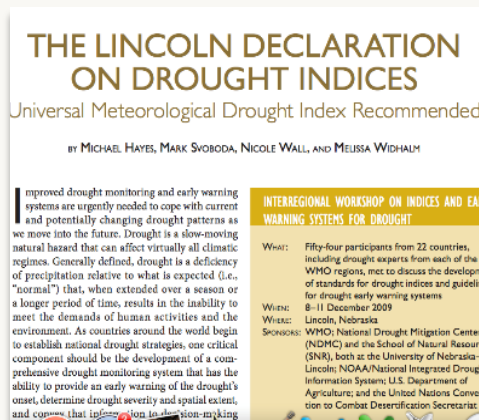 THE LINCOLN DECLARATION
ON DROUGHT INDICES
Universal Meteorological Drought Index Recommended
BY MICHAEL HAYES, MARK SVOBODA, NICOLE WALL, AND MELISSA WIDHALM
Improved drought monitoring and early warning
systems are urgently needed to cope with current
and potentially changing drought patterns as
we move into the future. Drought is a slow-moving
natural hazard that can affect virtually all climatic
regimes. Generally defined, drought is a deficiency
of precipitation relative to what is expected (i.e.,
"normal") that, when extended over a season or
a longer period of time, results in the inability to
meet the demands of human activities and the
environment. As countries around the world begin
to establish national drought strategies, one critical
component should be the development of a com-
prehensive drought monitoring system that has the
ability to provide an early warning of the drought's
onset, determine drought severity and spatial extent,
and convey that information to decision-making
INTERREGIONAL WORKSHOP ON INDICES AND EA
WARNING SYSTEMS FOR DROUGHT
WHAT: Fifty-four participants from 22 countries,
including drought experts from each of the
WMO regions, met to discuss the developm
of standards for drought indices and guideli
for drought early warning systems
WHEN: 8–11 December 2009
WHERE: Lincoln, Nebraska
SPONSORS: WMO; National Drought Mitigation Cente
(NDMC) and the School of Natural Resour
(SNR), both at the University of Nebraska–
Lincoln; NOAA/National Integrated Droug
Information System; U.S. Department of
Agriculture; and the United Nations Conve
tion to Combat Desertification Secretariat